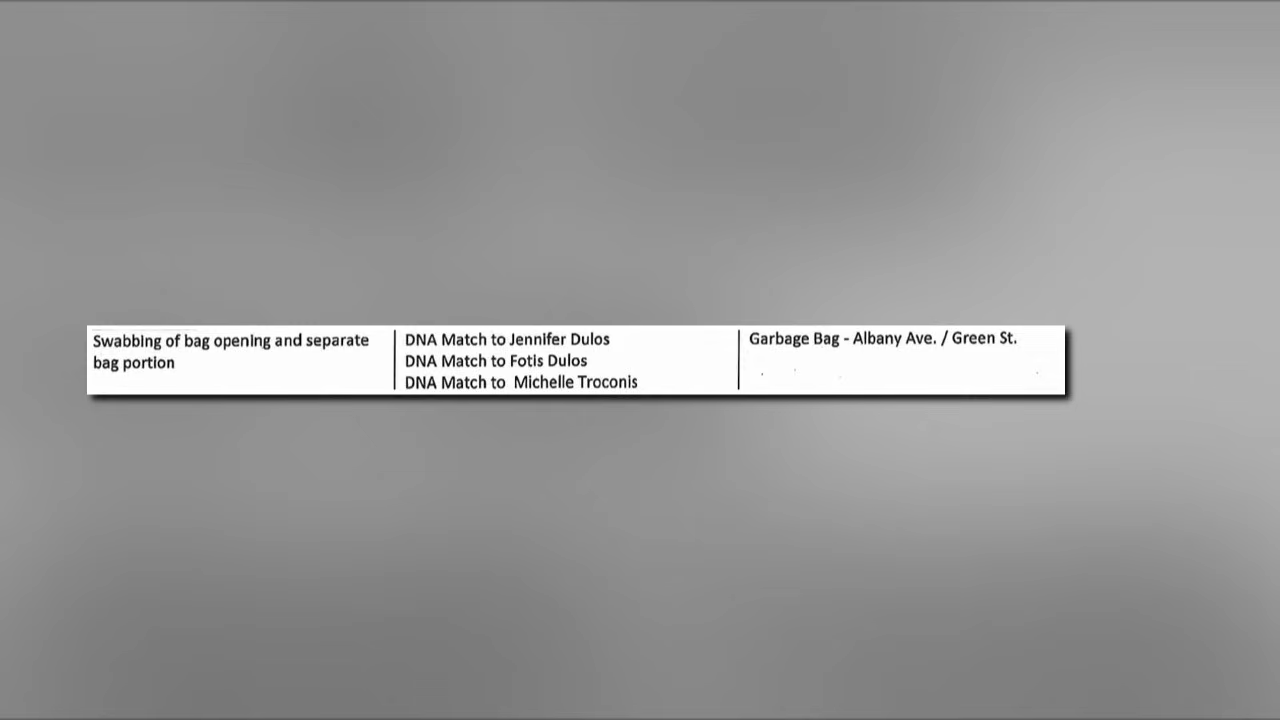 Swabbing of bag opening and separate
bag portion
DNA Match to Jennifer Dulos
DNA Match to Fotis Dulos
DNA Match to Michelle Troconis
Garbage Bag - Albany Ave. / Green St.